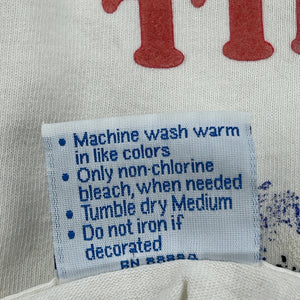 • Machine wash warm
in like colors
• Only non-chlorine
bleach, when needed
• Tumble dry Medium
• Do not iron if
decorated
RN